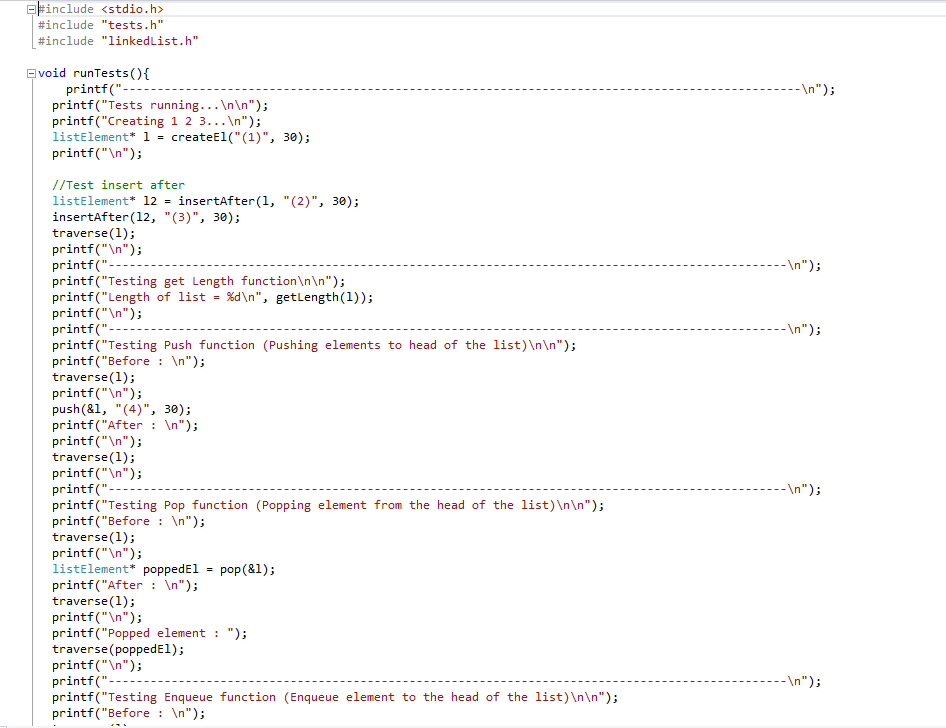 #include <stdio.h>
#include "tests.h"
#include "linkedList.h"
void runTests(){
printf("-------------------------------------------------------------------------------------------------\n");
printf("Tests running...\n\n");
printf("Creating 1 2 3...\n");
listElement* l = createEl("(1)", 30);
printf("\n");
//Test insert after
listElement* l2 = insertAfter(l, "(2)", 30);
insertAfter(l2, "(3)", 30);
traverse(l);
printf("\n");
printf("-------------------------------------------------------------------------------------------------\n");
printf("Testing get Length function\n\n");
printf("Length of list = %d\n", getLength(l));
printf("\n");
printf("-------------------------------------------------------------------------------------------------\n");
printf("Testing Push function (Pushing elements to head of the list)\n\n");
printf("Before : \n");
traverse(l);
printf("\n");
push(&l, "(4)", 30);
printf("After : \n");
printf("\n");
traverse(l);
printf("\n");
printf("-------------------------------------------------------------------------------------------------\n");
printf("Testing Pop function (Popping element from the head of the list)\n\n");
printf("Before : \n");
traverse(l);
printf("\n");
listElement* poppedEl = pop(&l);
printf("After : \n");
traverse(l);
printf("\n");
printf("Popped element : ");
traverse(poppedEl);
printf("\n");
printf("-------------------------------------------------------------------------------------------------\n");
printf("Testing Enqueue function (Enqueue element to the head of the list)\n\n");
printf("Before : \n");